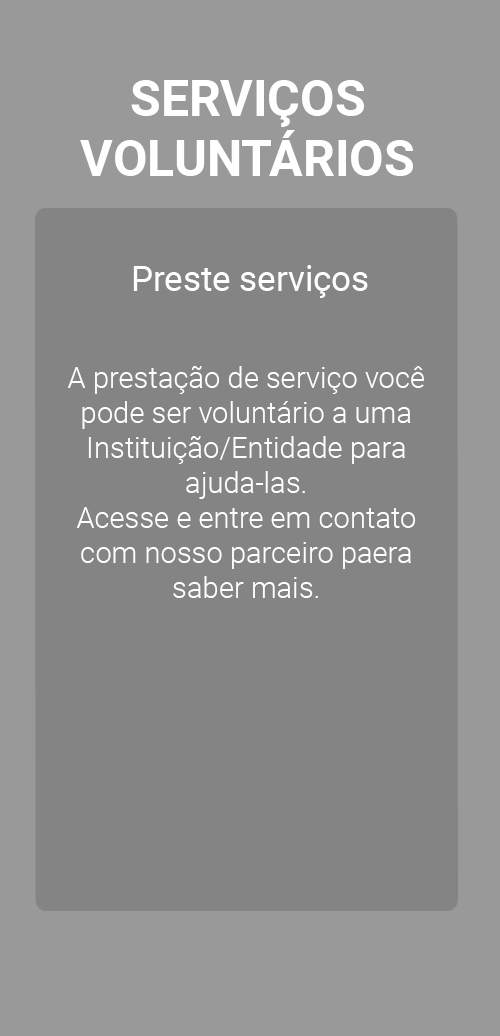 SERVIÇOS
VOLUNTÁRIOS
Preste serviços
A prestação de serviço você
pode ser voluntário a uma
Instituição/Entidade para
ajuda-las.
Acesse e entre em contato
com nosso parceiro paera
saber mais.